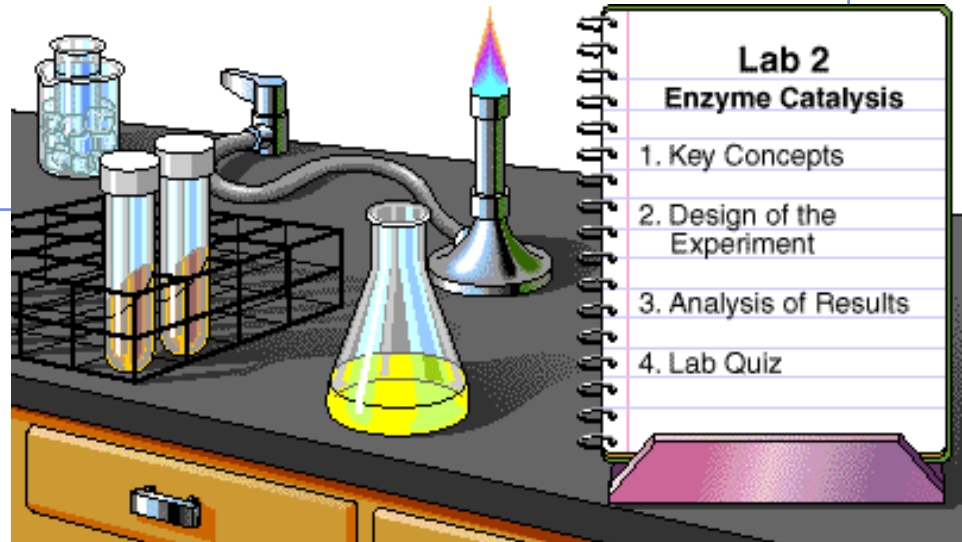 Lab 2
Enzyme Catalysis
1. Key Concepts
2. Design of the
Experiment
3. Analysis of Results
4. Lab Quiz